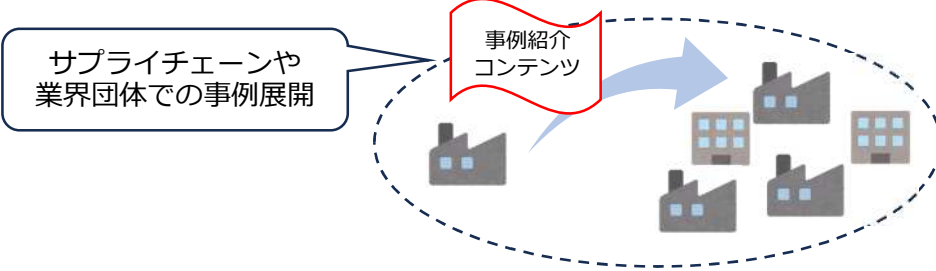 サプライチェーンや
業界団体での事例展開
事例紹介
コンテンツ